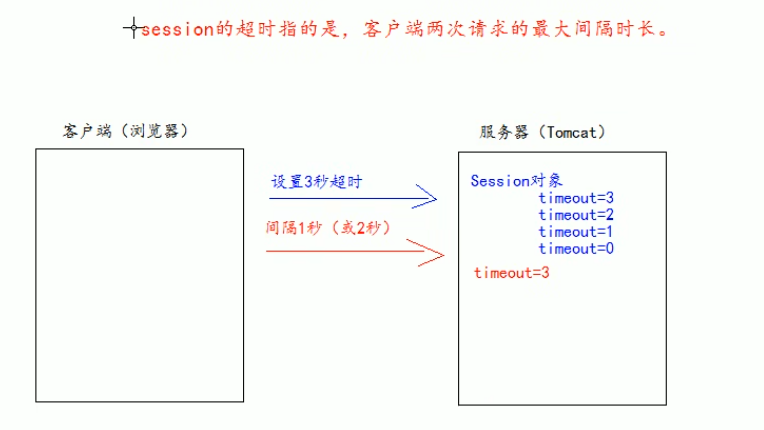 session的超时指的是，客户端两次请求的最大间隔时长。
客户端（浏览器）
服务器（Tomcat）
设置3秒超时
间隔1秒（或2秒）
Session对象
timeout=3
timeout=2
timeout=1
timeout=0
timeout=3